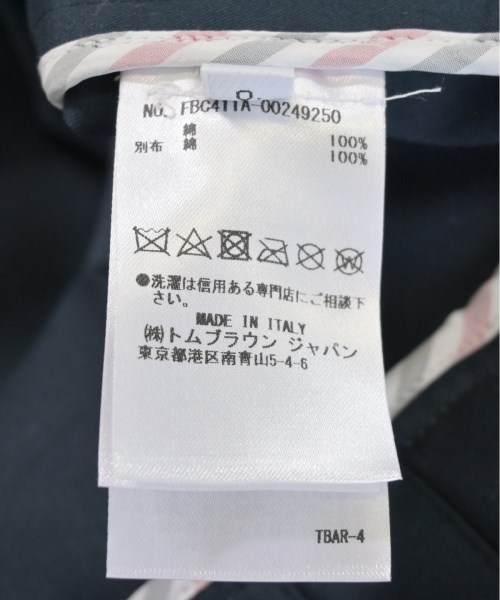 0
NO. FBC411A-00249250
綿 100%
別布 綿 100%
W
●洗濯は信用ある専門店にご相談下
さい。
MADE IN ITALY
㈱トムブラウン ジャパン
東京都港区南青山5-4-6
TBAR-4